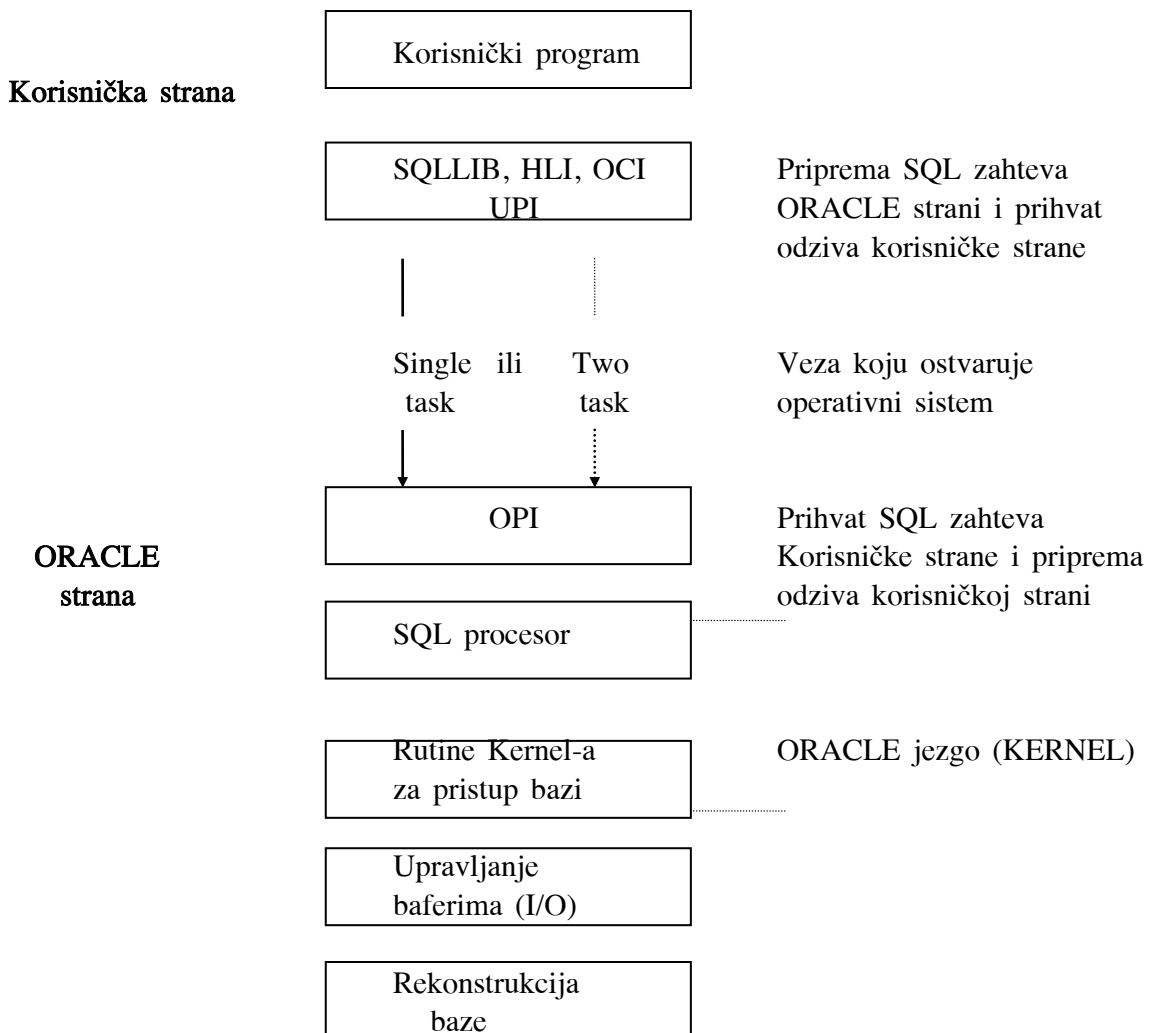 Korisnički program
Korisnička strana
SQLLIB, HLI, OCI
UPI
Priprema SQL zahteva
ORACLE strani i prihvat
odziva korisničke strane
Single ili Two
task task
Veza koju ostvaruje
operativni sistem
OPI
Prihvat SQL zahteva
Korisničke strane i priprema
odziva korisničkoj strani
ORACLE
strana
SQL procesor
Rutine Kernel-a
za pristup bazi
ORACLE jezgo (KERNEL)
Upravljanje
baferima (I/O)
Rekonstrukcija
baze